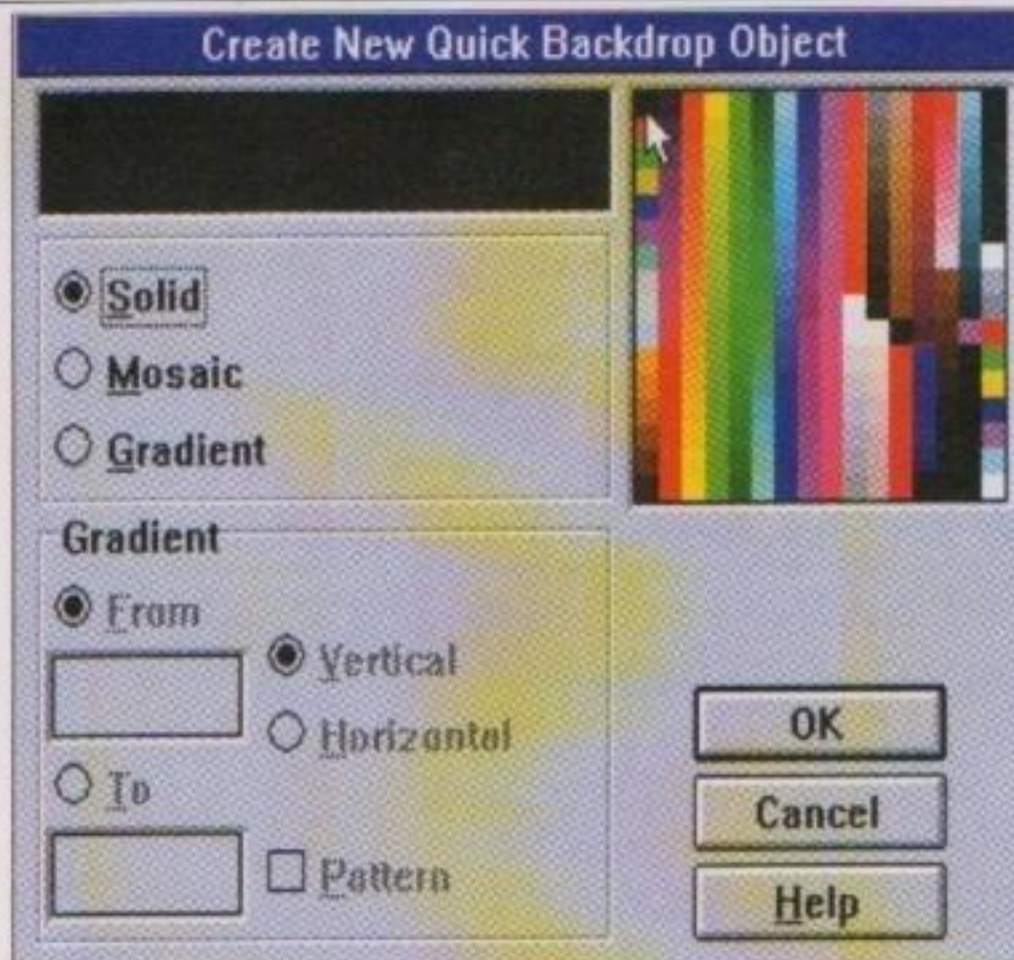 Create New Quick Backdrop Object
Solid
Mosaic
Gradient
Gradient
From
Vertical
Horizontal
To
Pattern
OK
Cancel
Help